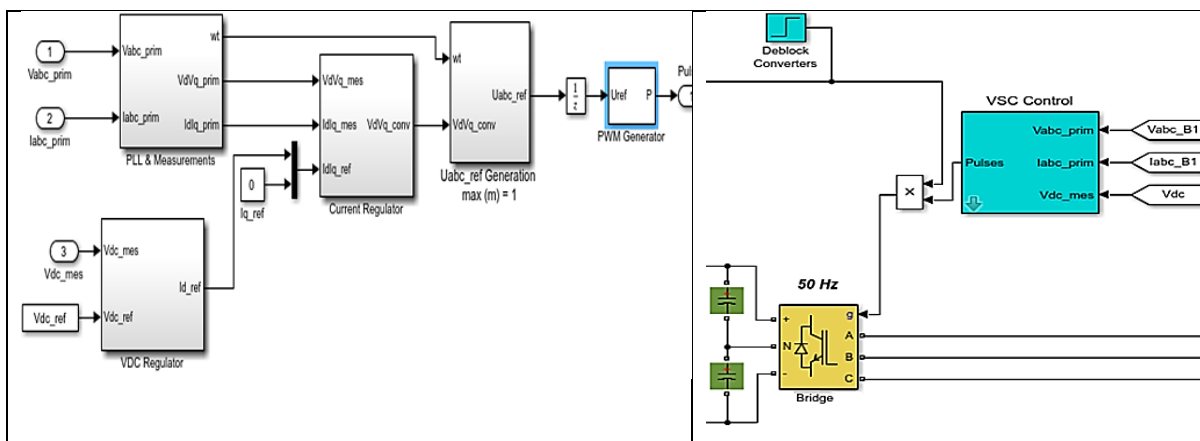 1
Vabc_prim
2
Iabc_prim
Vabc_prim
wt
VdVq_prim
Iabc_prim
IdIq_prim
PLL & Measurements
VdVq_mes
IdIq_mes
VdVq_conv
IdIq_ref
Current Regulator
0
Iq_ref
wt
Uabc_ref
VdVq_conv
Uabc_ref Generation
max (m) = 1
1
z
Uref
P
PWM Generator
Pul
3
Vdc_mes
Vdc_ref
Vdc_mes
Id_ref
Vdc_ref
VDC Regulator
Deblock
Converters
VSC Control
Vabc_prim
Pulses
Iabc_prim
Vdc_mes
Vabc_B1
Iabc_B1
Vdc
×
50 Hz
+
N
-
g
A
B
C
Bridge